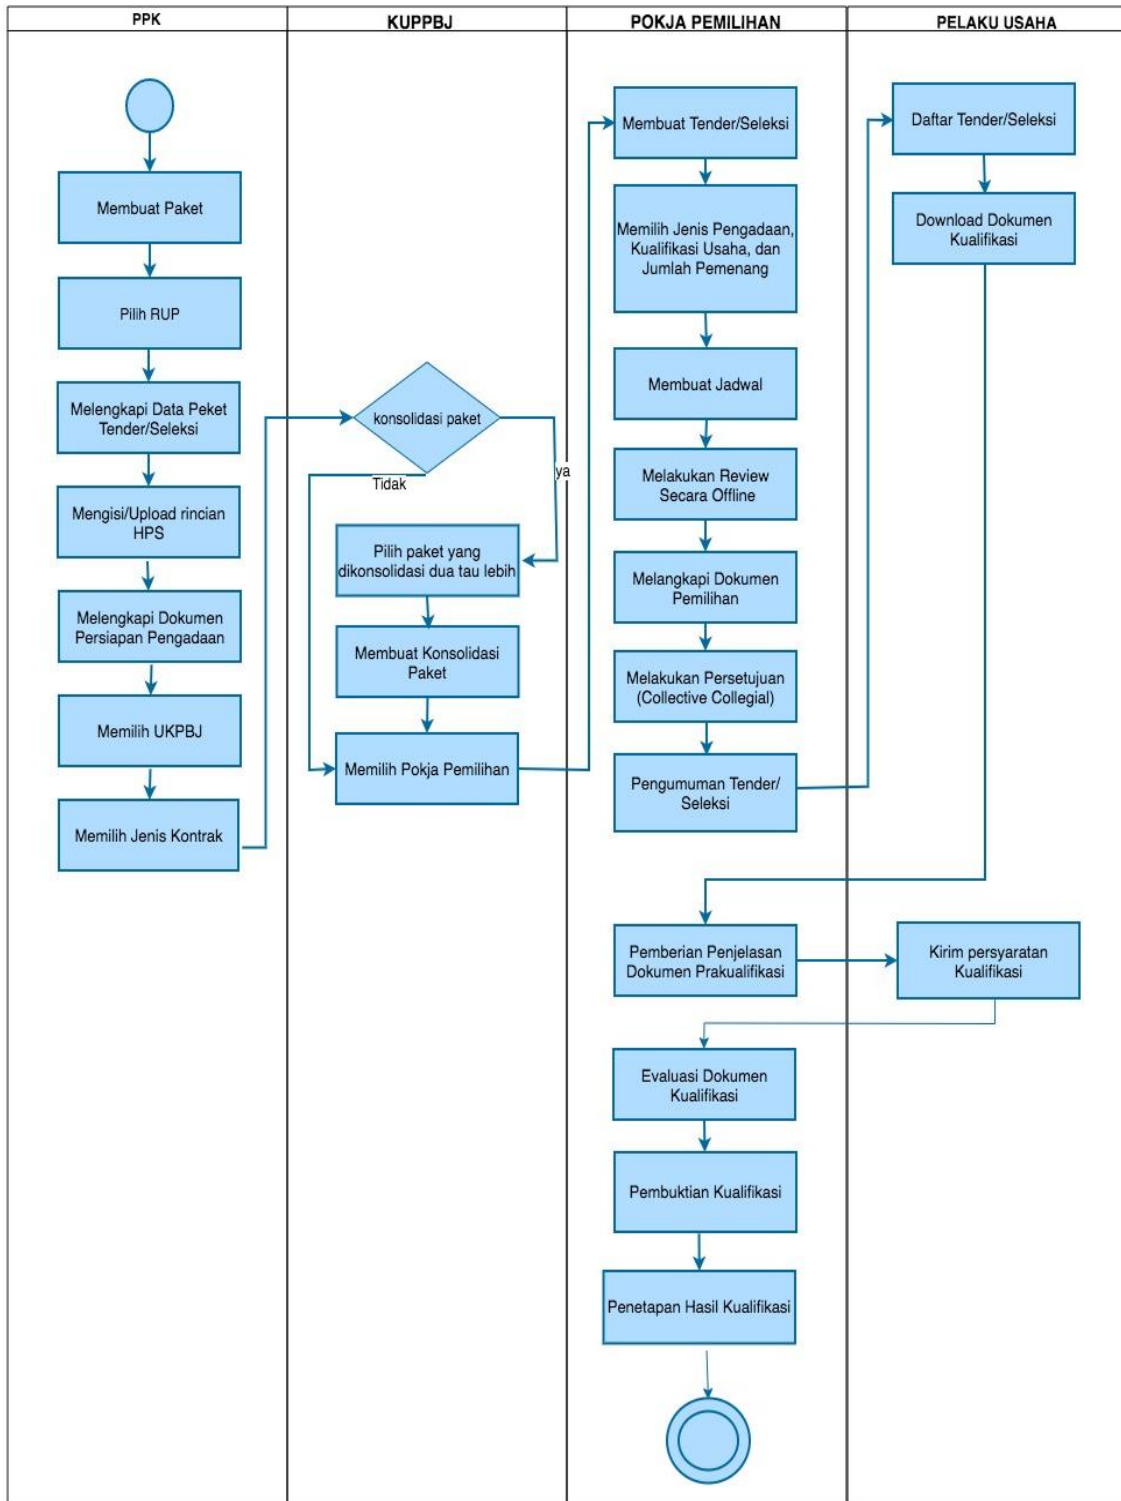 PPK
KUPPBJ
POKJA PEMILIHAN
PELAKU USAHA
Membuat Paket
Pilih RUP
Melengkapi Data Peket
Tender/Seleksi
Mengisi/Upload rincian
HPS
Melengkapi Dokumen
Persiapan Pengadaan
Memilih UKPBJ
Memilih Jenis Kontrak
konsolidasi paket
ya
Tidak
Pilih paket yang
dikonsolidasi dua tau lebih
Membuat Konsolidasi
Paket
Memilih Pokja Pemilihan
Membuat Tender/Seleksi
Memilih Jenis Pengadaan,
Kualifikasi Usaha, dan
Jumlah Pemenang
Membuat Jadwal
Melakukan Review
Secara Offline
Melangkapi Dokumen
Pemilihan
Melakukan Persetujuan
(Collective Collegial)
Pengumuman Tender/
Seleksi
Daftar Tender/Seleksi
Download Dokumen
Kualifikasi
Pemberian Penjelasan
Dokumen Prakualifikasi
Kirim persyaratan
Kualifikasi
Evaluasi Dokumen
Kualifikasi
Pembuktian Kualifikasi
Penetapan Hasil Kualifikasi